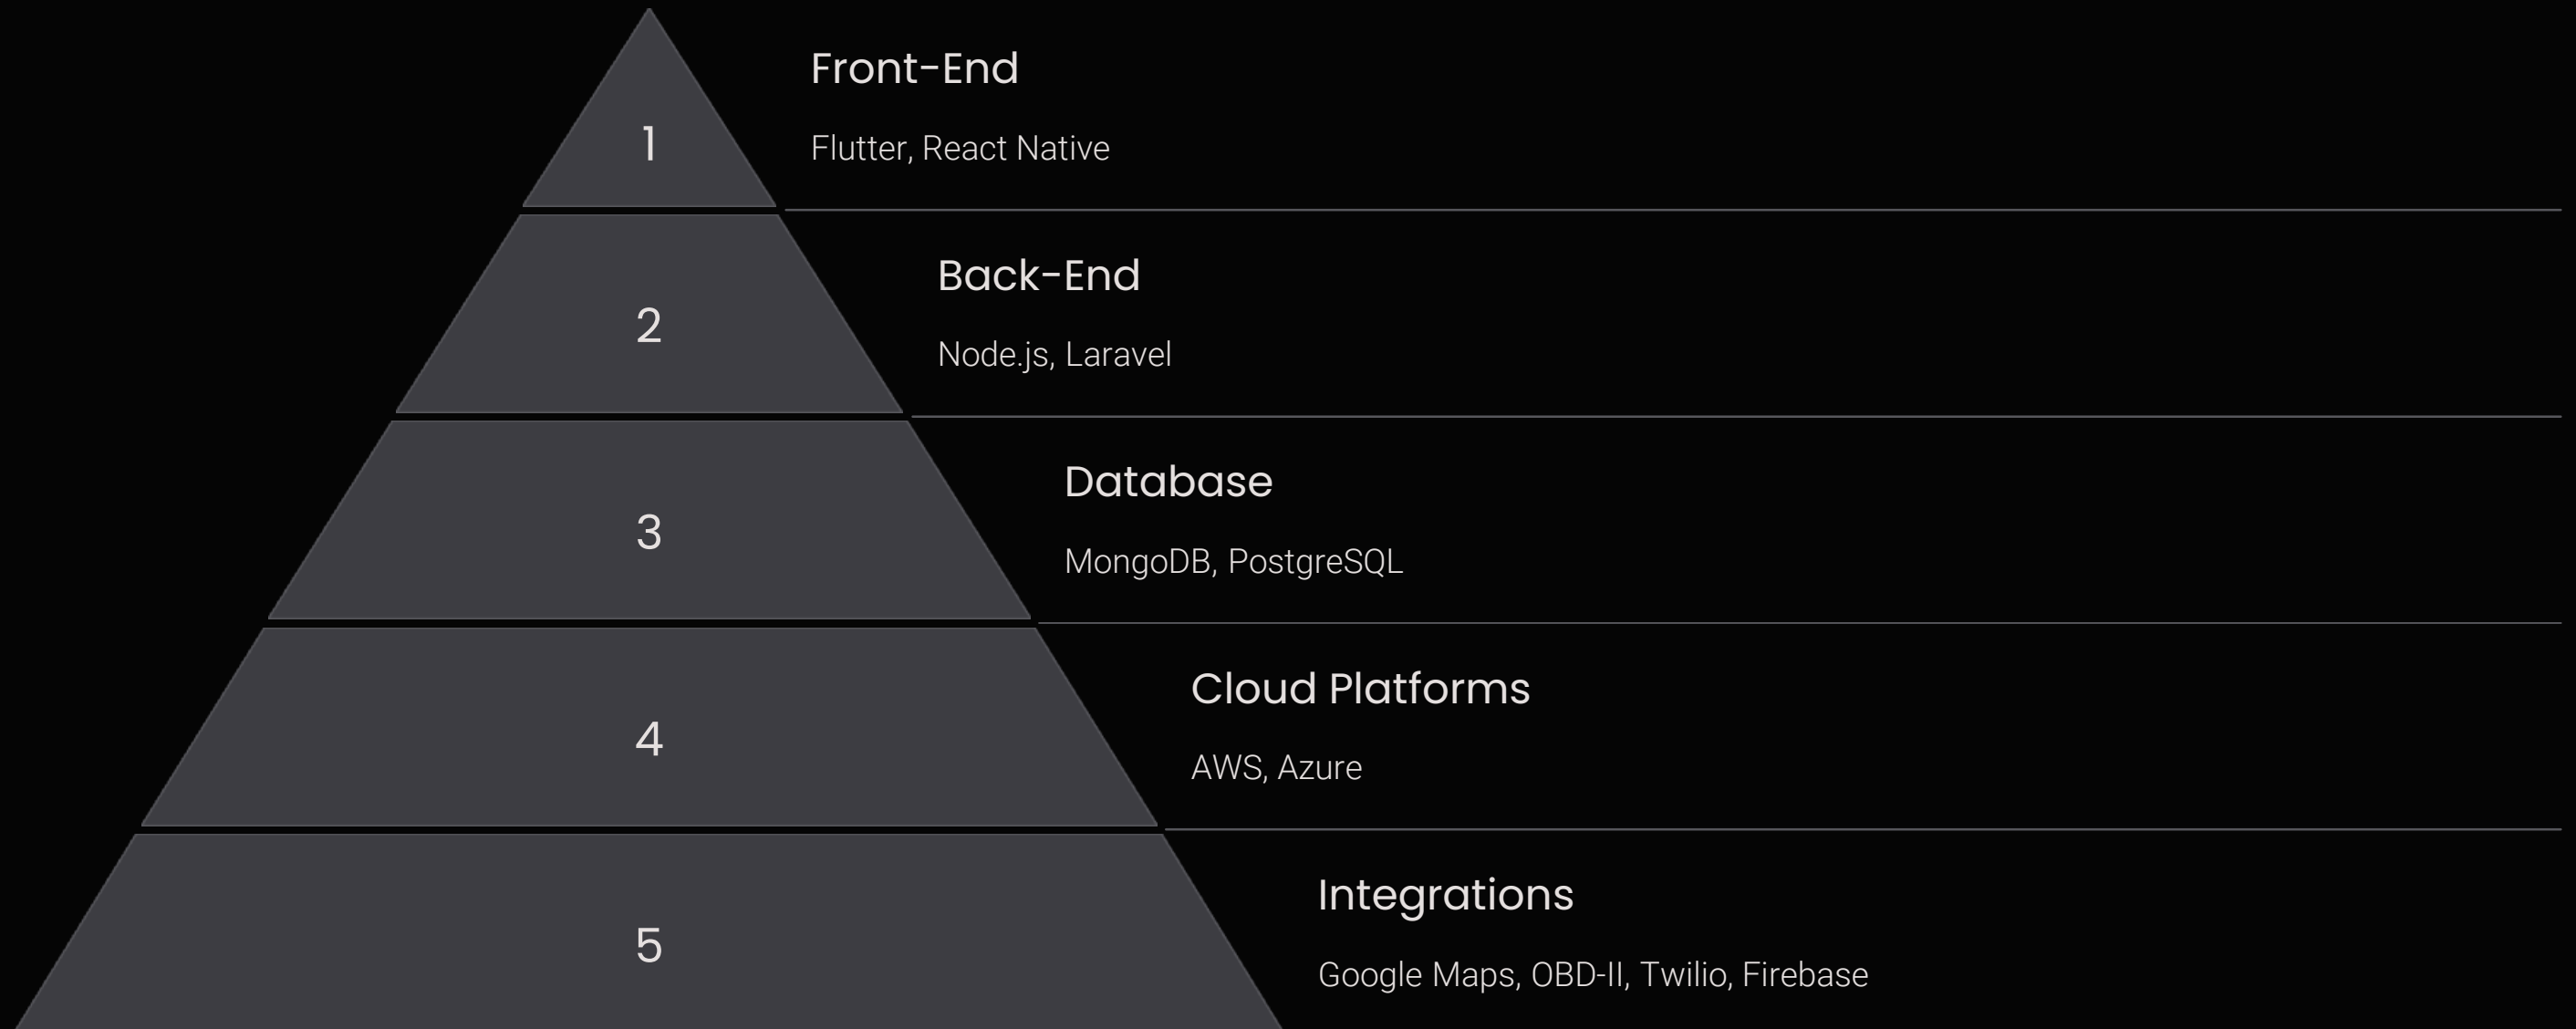 1
Front-End
Flutter, React Native
2
Back-End
Node.js, Laravel
3
Database
MongoDB, PostgreSQL
4
Cloud Platforms
AWS, Azure
5
Integrations
Google Maps, OBD-II, Twilio, Firebase